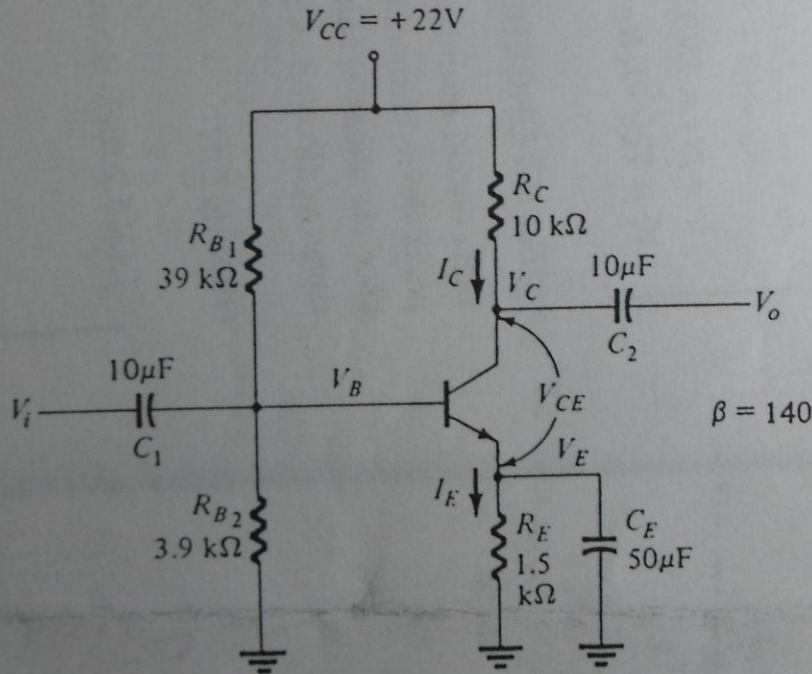 V_CC = +22V
R_B1
39 kΩ
R_C
10 kΩ
I_C
V_C
10μF
C_2
V_o
10μF
V_i
C_1
V_B
V_CE
β = 140
V_E
I_E
R_B2
3.9 kΩ
R_E
1.5
kΩ
C_E
50μF